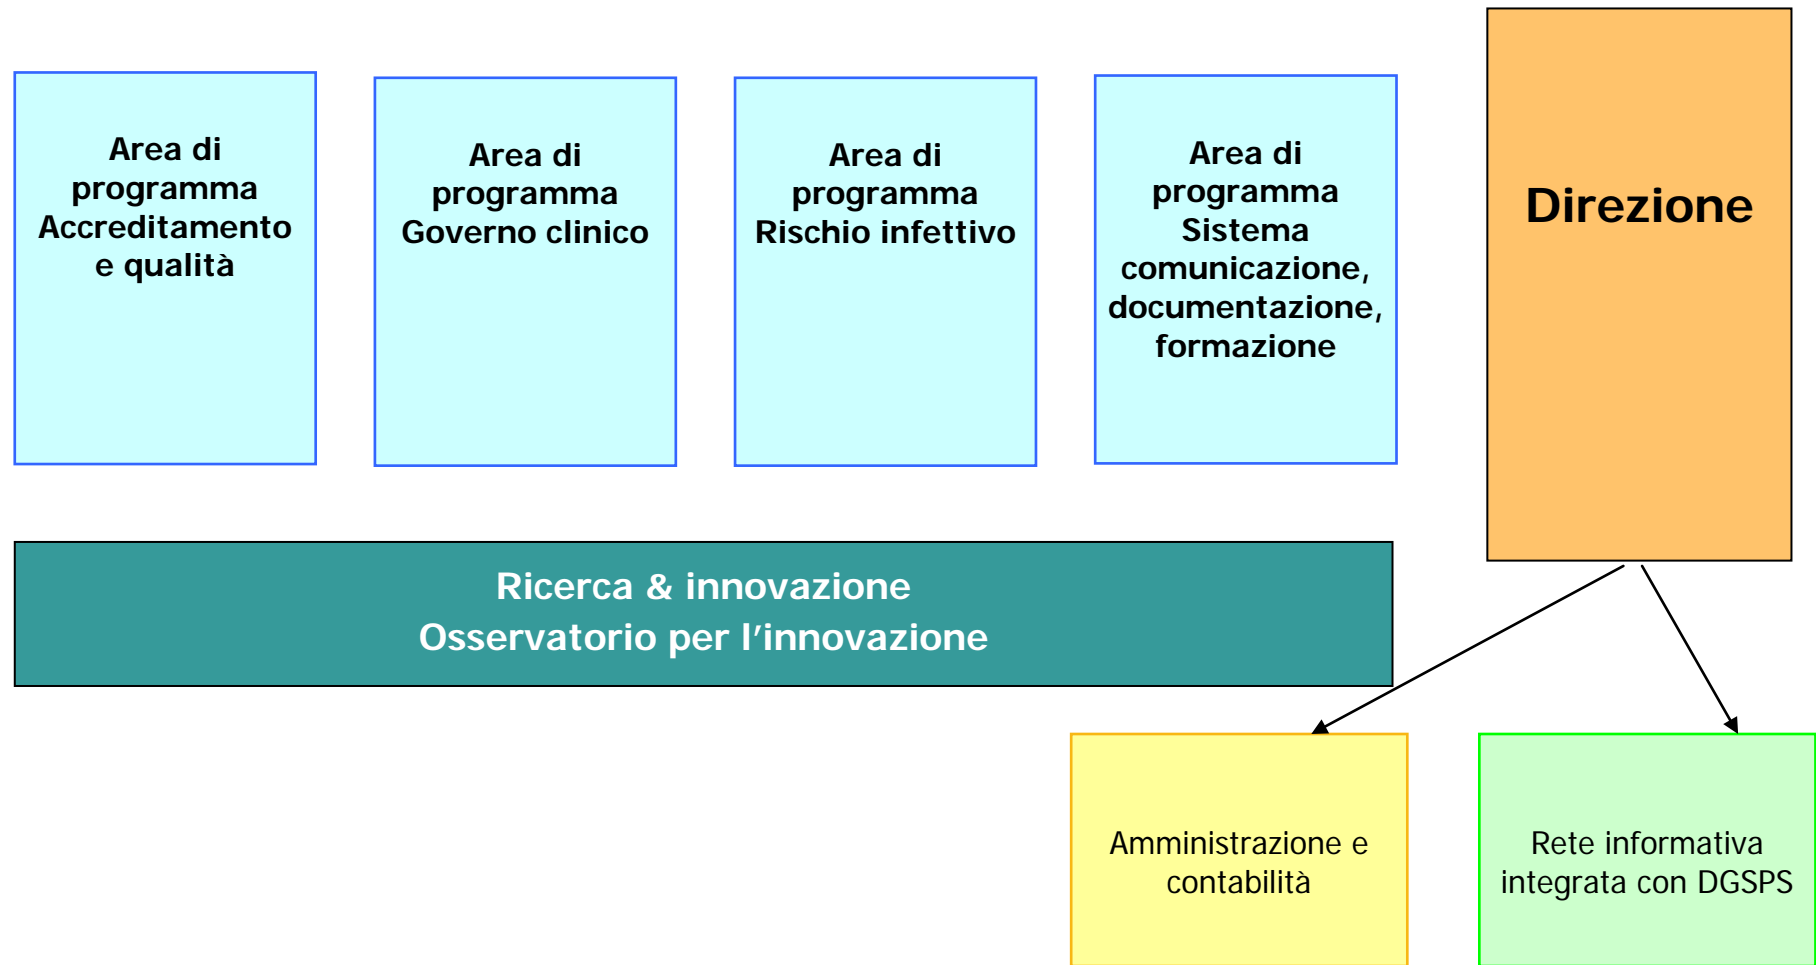 Area di
programma
Accreditamento
e qualità
Area di
programma
Governo clinico
Area di
programma
Rischio infettivo
Area di
programma
Sistema
comunicazione,
documentazione,
formazione
Direzione
Ricerca & innovazione
Osservatorio per l’innovazione
Amministrazione e
contabilità
Rete informativa
integrata con DGSPS